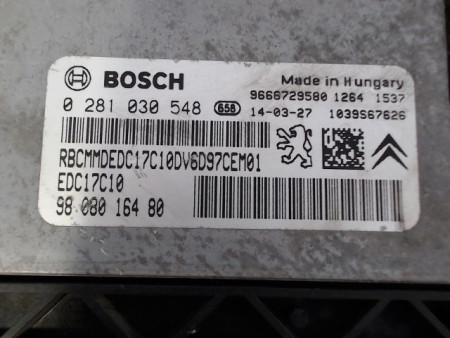 BOSCH
Made in Hungary
9666729580 1264 1537
0 281 030 548 658 14-03-27 1039S67626
RBCMMDEDC17C10DV6D97CEM01
EDC17C10
98 080 164 80